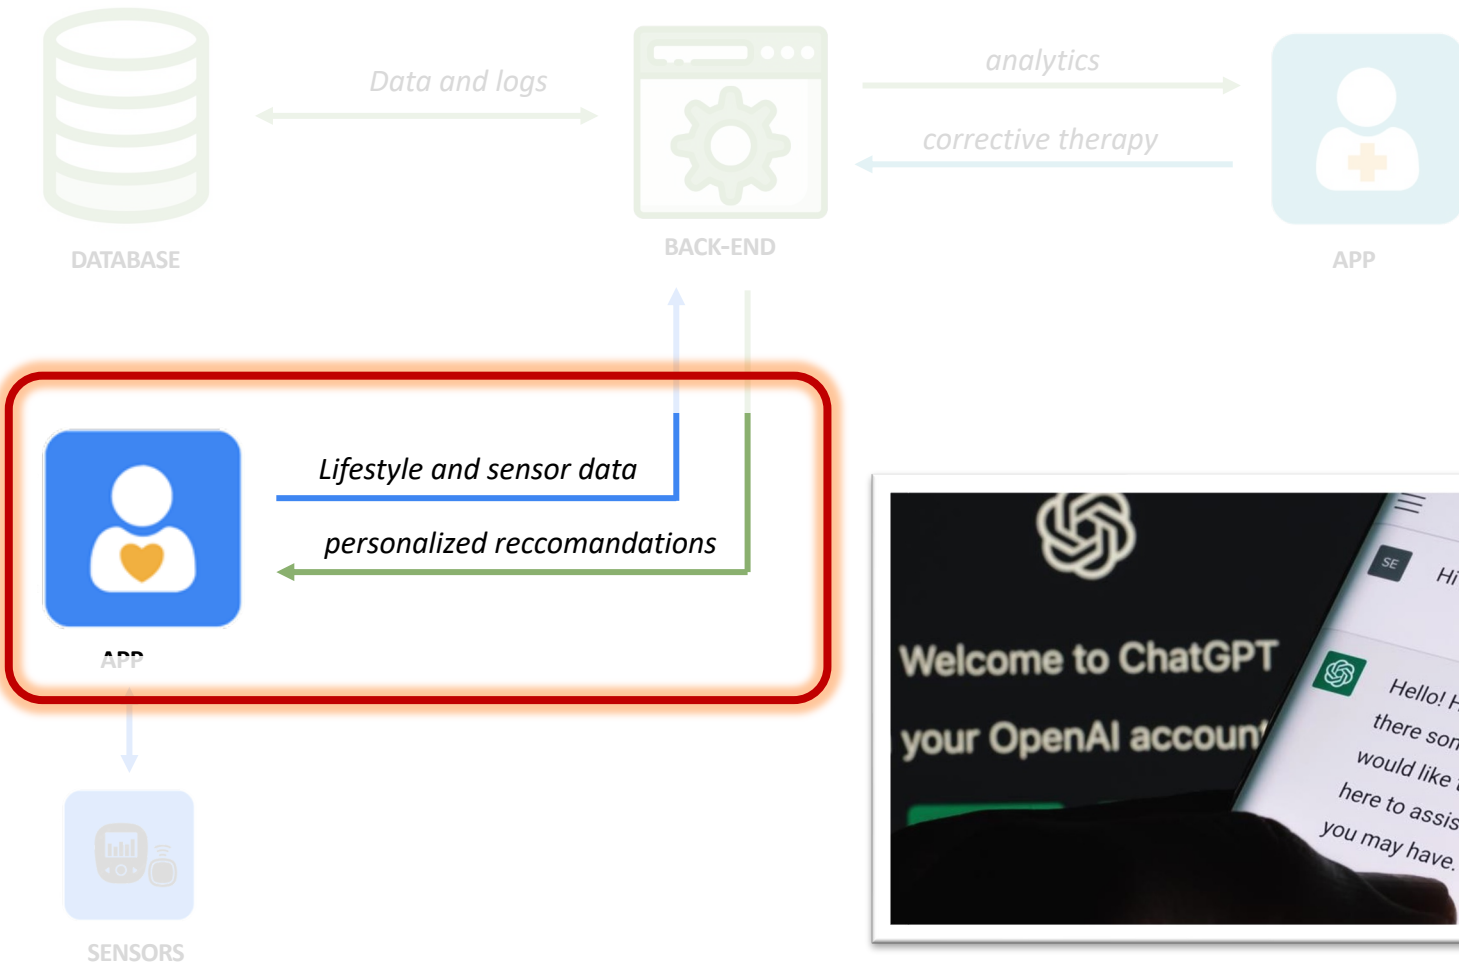 Data and logs
analytics
corrective therapy
DATABASE
BACK-END
APP
Lifestyle and sensor data
personalized reccomandations
APP
SENSORS
Welcome to ChatGPT
your OpenAI account
SE
Hi
Hello!
there
would like
here to
you may have.